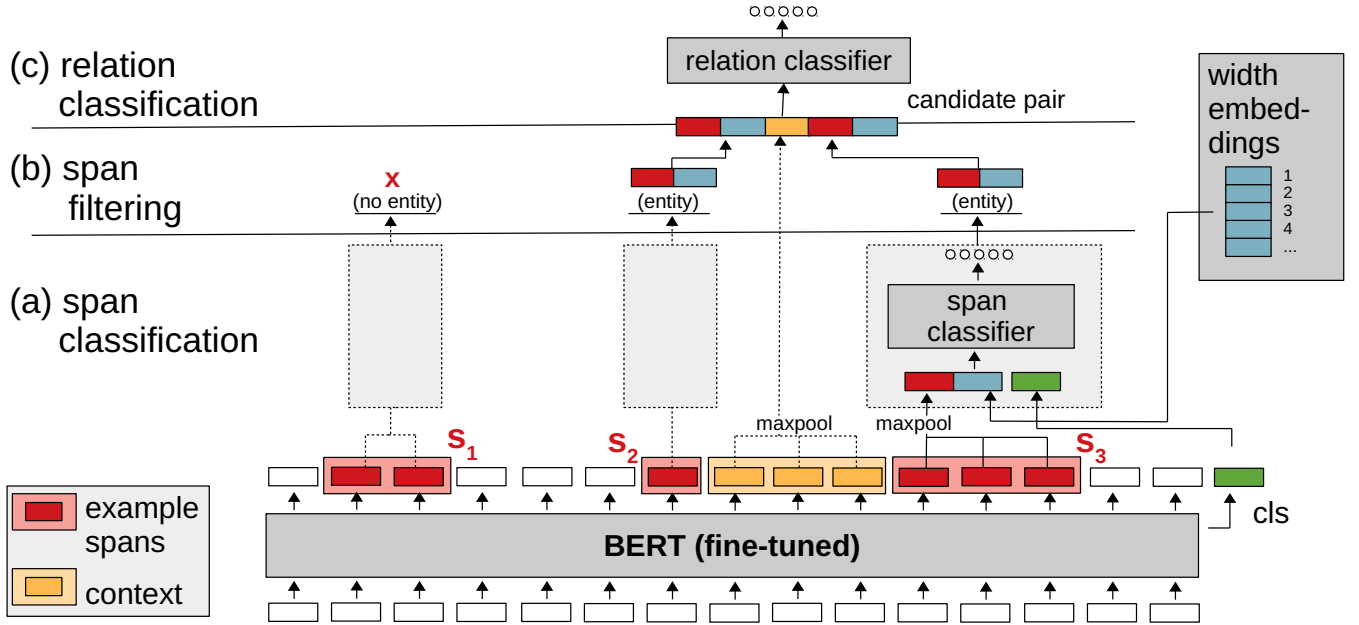 (c) relation
classification
relation classifier
candidate pair
width
embed-
dings
1
2
3
4
...
(b) span
filtering
x
(no entity)
(entity)
(entity)
(a) span
classification
span
classifier
maxpool
maxpool
S1
S2
S3
cls
BERT (fine-tuned)
example
spans
context